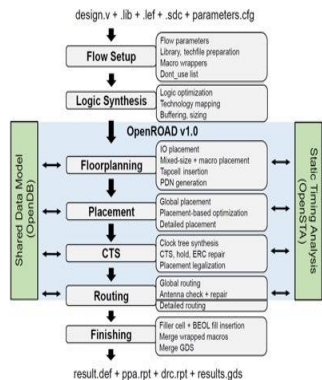 design.v + .lib + .lef + .sdc + parameters.cfg
Flow Setup
Flow parameters
Library, techfile preparation
Macro wrappers
Dont_use list
Logic Synthesis
Logic optimization
Technology mapping
Buffering, sizing
OpenROAD v1.0
Shared Data Model
(OpenDB)
Static Timing Analysis
(OpenSTA)
Floorplanning
IO placement
Mixed-size + macro placement
Tapcell insertion
PDN generation
Placement
Global placement
Placement-based optimization
Detailed placement
CTS
Clock tree synthesis
CTS, hold, ERC repair
Placement legalization
Routing
Global routing
Antenna check + repair
Detailed routing
Finishing
Filler cell + BEOL fill insertion
Merge wrapped macros
Merge GDS
result.def + ppa.rpt + drc.rpt + results.gds